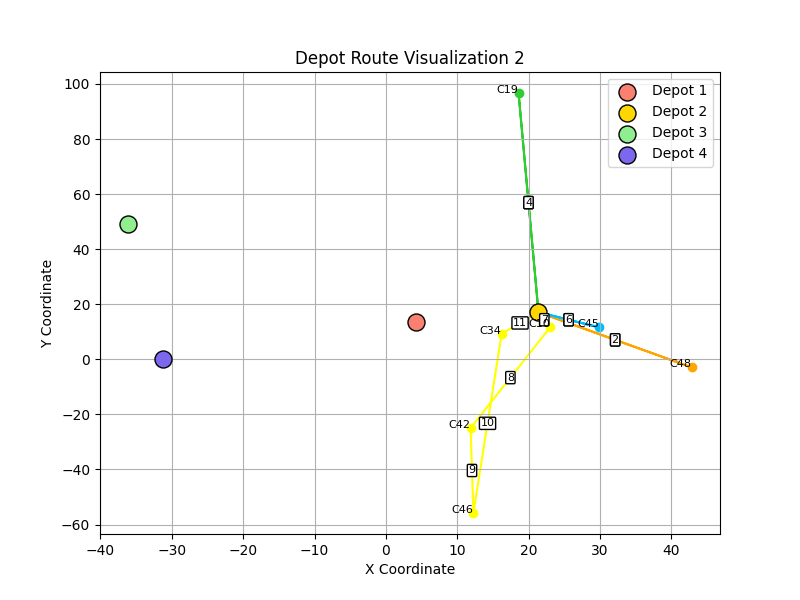 Depot Route Visualization 2
Depot 1
Depot 2
Depot 3
Depot 4
Y Coordinate
100
80
60
40
20
0
−20
−40
−60
C19
4
11
7
6
C45
C34
2
C48
8
C42
10
9
C46
−40
−30
−20
−10
0
10
20
30
40
X Coordinate